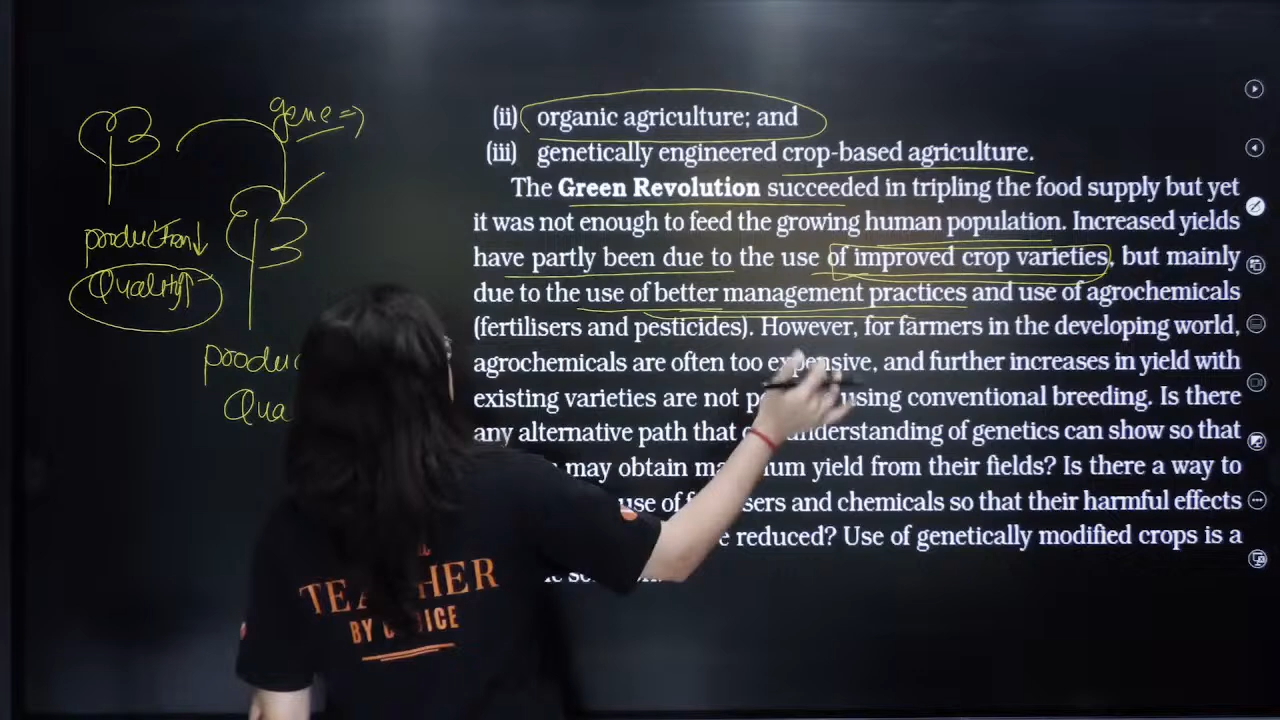 gene =>
production↓
Quality↑
produc
Qua
(ii) organic agriculture; and
(iii) genetically engineered crop-based agriculture.
The Green Revolution succeeded in tripling the food supply but yet
it was not enough to feed the growing human population. Increased yields
have partly been due to the use of improved crop varieties, but mainly
due to the use of better management practices and use of agrochemicals
(fertilisers and pesticides). However, for farmers in the developing world,
agrochemicals are often too expensive, and further increases in yield with
existing varieties are not using conventional breeding. Is there
any alternative path that understanding of genetics can show so that
may obtain yield from their fields? Is there a way to
use of and chemicals so that their harmful effects
reduced? Use of genetically modified crops is a
TEACHER
BY CHOICE